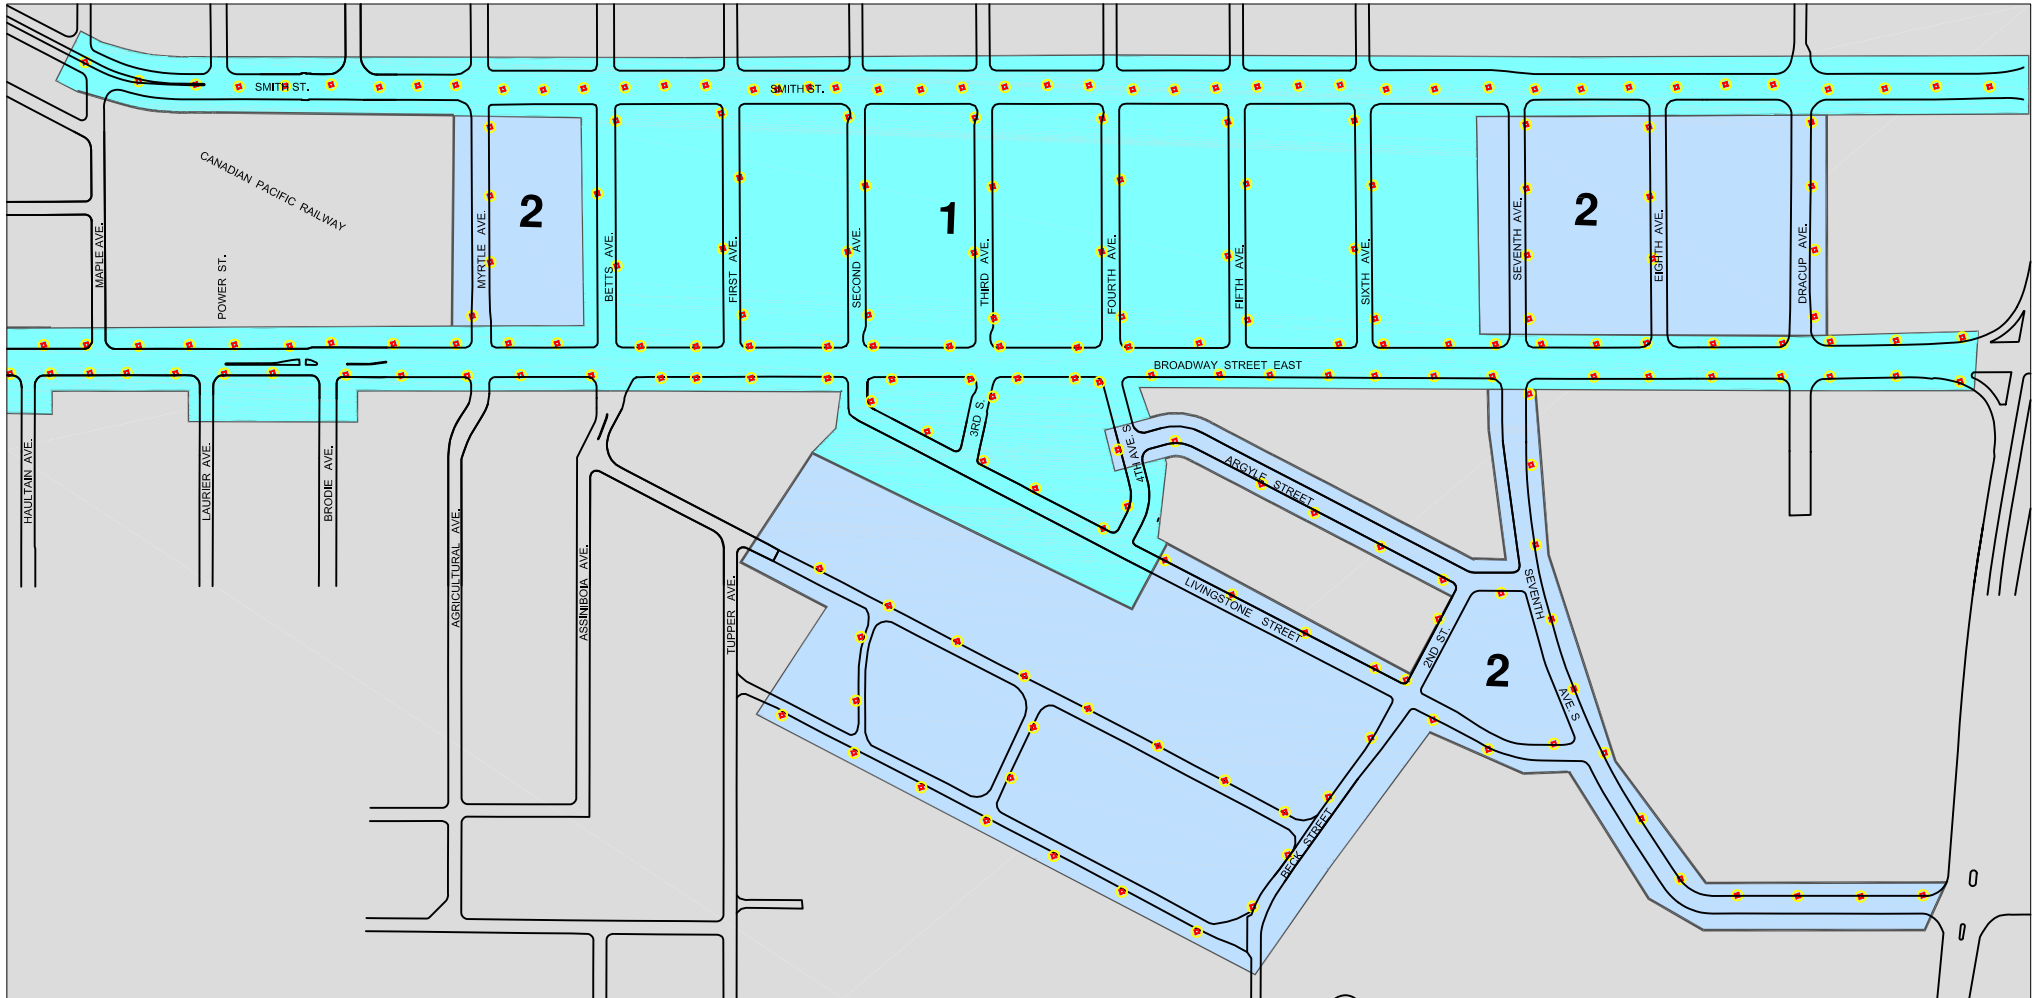 SMITH ST.
SMITH ST.
CANADIAN PACIFIC RAILWAY
MAPLE AVE.
POWER ST.
MYRTLE AVE.
2
BETTS AVE.
FIRST AVE.
SECOND AVE.
1
THIRD AVE.
FOURTH AVE.
FIFTH AVE.
SIXTH AVE.
SEVENTH AVE.
2
EIGHTH AVE.
DRACUP AVE.
BROADWAY STREET EAST
HAULTAIN AVE.
LAURIER AVE.
BRODIE AVE.
AGRICULTURAL AVE.
ASSINIBOIA AVE.
TUPPER AVE.
3RD S.
4TH AVE. S
ARGYLE STREET
LIVINGSTONE STREET
2ND ST.
SEVENTH
AVE. S
2
BECK STREET